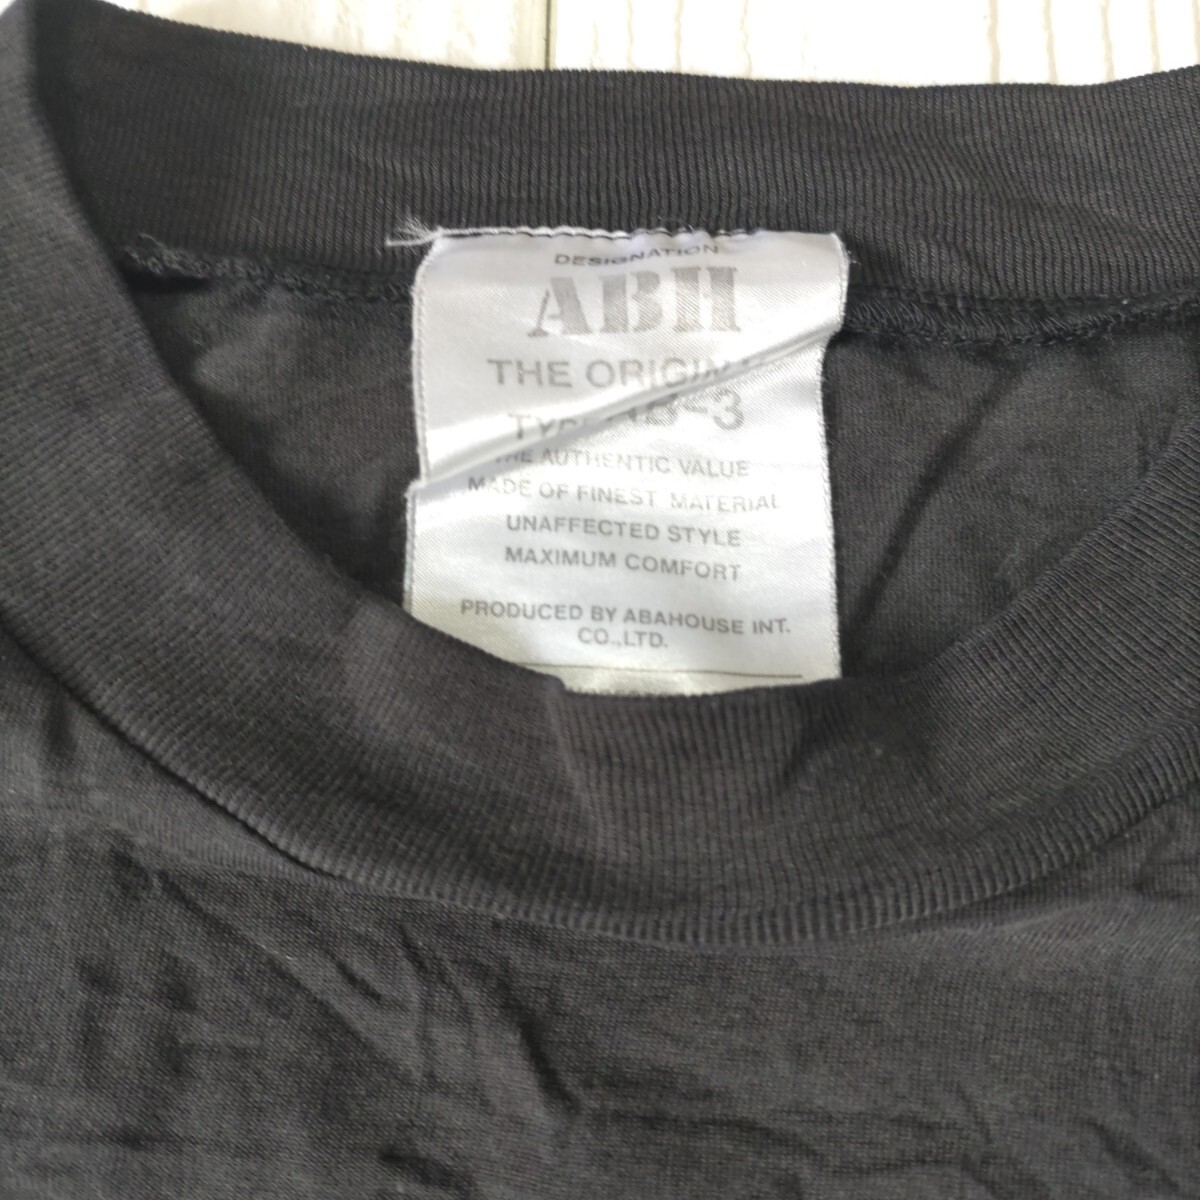 DESIGNATION
ABH
THE
THE AUTHENTIC VALUE
MADE OF FINEST MATERIAL
UNAFFECTED STYLE
MAXIMUM COMFORT
PRODUCED BY ABAHOUSE INT.
CO.,LTD.